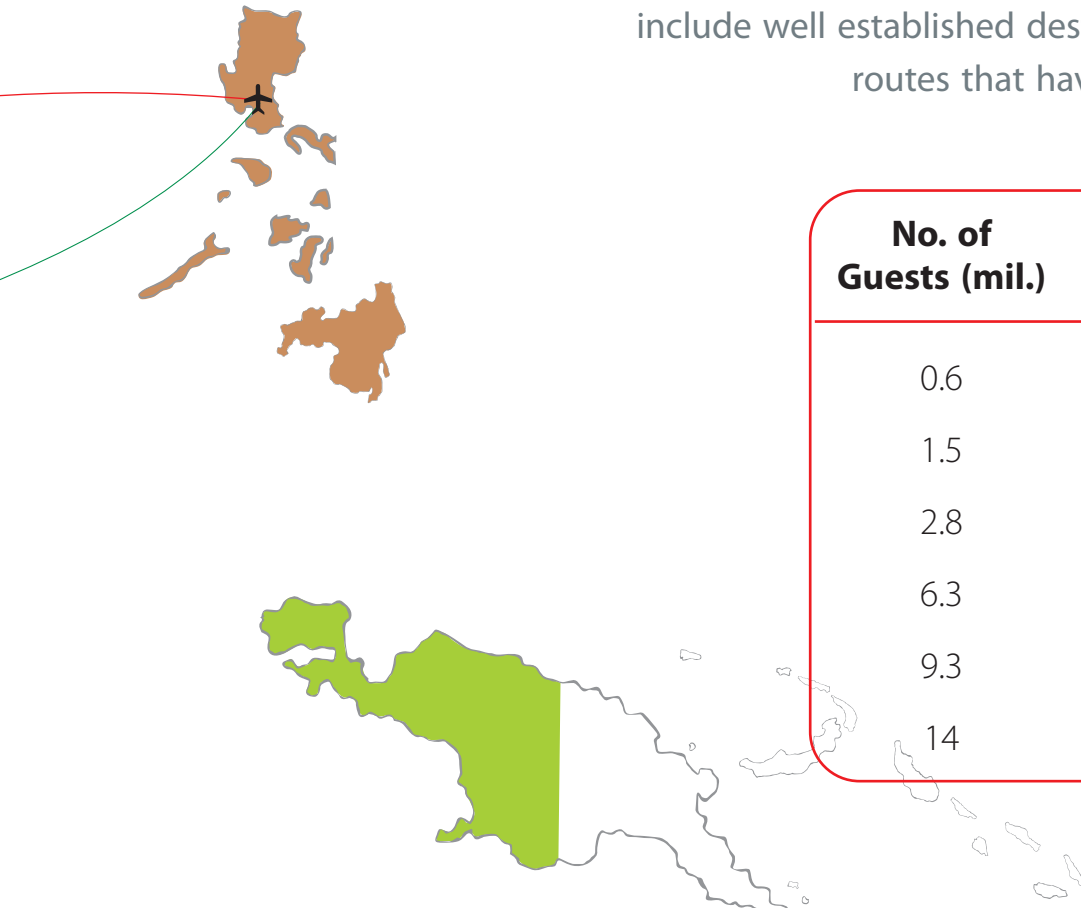 include well established des
routes that hav
No. of
Guests (mil.)
0.6
1.5
2.8
6.3
9.3
14